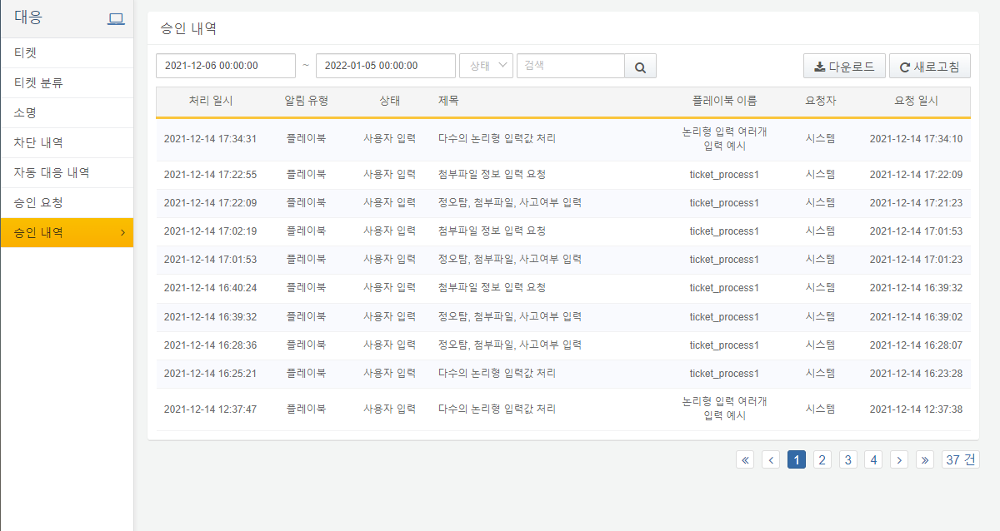 대응
티켓
티켓 분류
소명
차단 내역
자동 대응 내역
승인 요청
승인 내역
승인 내역
2021-12-06 00:00:00 ~ 2022-01-05 00:00:00 상태 검색 다운로드 새로고침
처리 일시 알림 유형 상태 제목 플레이북 이름 요청자 요청 일시
2021-12-14 17:34:31 플레이북 사용자 입력 다수의 논리형 입력값 처리 논리형 입력 여러개 입력 예시 시스템 2021-12-14 17:34:10
2021-12-14 17:22:55 플레이북 사용자 입력 첨부파일 정보 입력 요청 ticket_process1 시스템 2021-12-14 17:22:09
2021-12-14 17:22:09 플레이북 사용자 입력 정오탐, 첨부파일, 사고여부 입력 ticket_process1 시스템 2021-12-14 17:21:23
2021-12-14 17:02:19 플레이북 사용자 입력 첨부파일 정보 입력 요청 ticket_process1 시스템 2021-12-14 17:01:53
2021-12-14 17:01:53 플레이북 사용자 입력 정오탐, 첨부파일, 사고여부 입력 ticket_process1 시스템 2021-12-14 17:01:23
2021-12-14 16:40:24 플레이북 사용자 입력 첨부파일 정보 입력 요청 ticket_process1 시스템 2021-12-14 16:39:32
2021-12-14 16:39:32 플레이북 사용자 입력 정오탐, 첨부파일, 사고여부 입력 ticket_process1 시스템 2021-12-14 16:39:02
2021-12-14 16:28:36 플레이북 사용자 입력 정오탐, 첨부파일, 사고여부 입력 ticket_process1 시스템 2021-12-14 16:28:07
2021-12-14 16:25:21 플레이북 사용자 입력 다수의 논리형 입력값 처리 ticket_process1 시스템 2021-12-14 16:23:28
2021-12-14 12:37:47 플레이북 사용자 입력 다수의 논리형 입력값 처리 논리형 입력 여러개 입력 예시 시스템 2021-12-14 12:37:38
« ‹ 1 2 3 4 › » 37 건